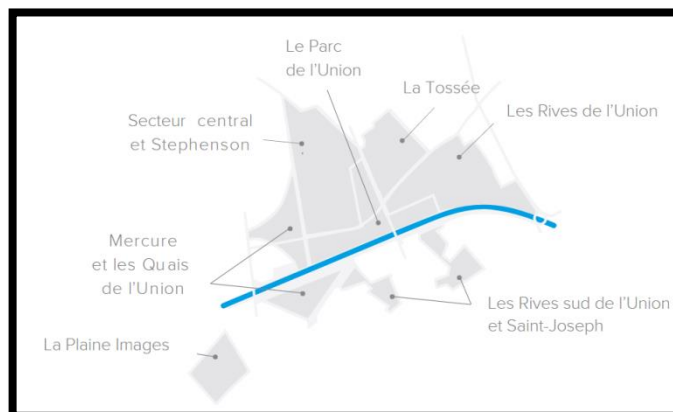 Le Parc
de l'Union
La Tossée
Les Rives de l'Union
Secteur central
et Stephenson
Mercure
et les Quais
de l'Union
Les Rives sud de l'Union
et Saint-Joseph
La Plaine Images